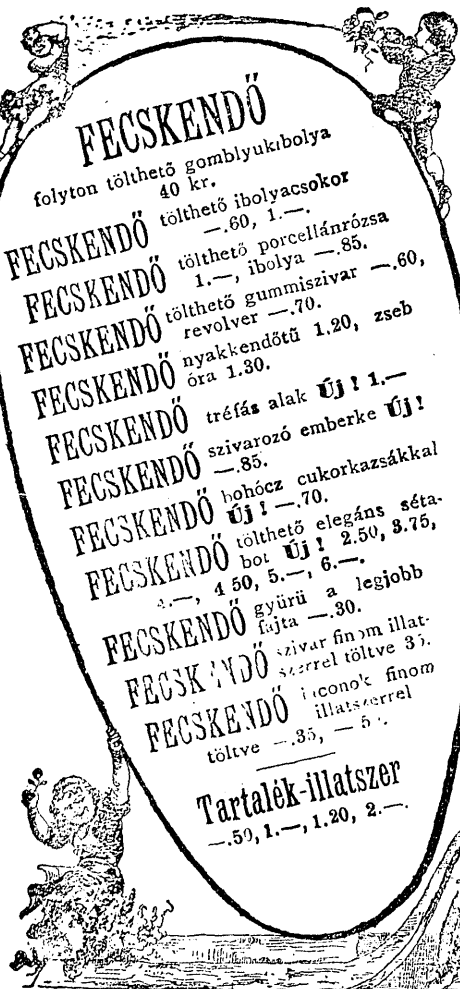 FECSKENDŐ
folyton tölthető gomblyukibolya
40 kr.
FECSKENDŐ tölthető ibolyacsokor
—.60, 1.—.
FECSKENDŐ tölthető porcellánrózsa
1.—, ibolya —.85.
FECSKENDŐ tölthető gummiszivar —.60,
revolver —.70.
FECSKENDŐ nyakkendőtű 1.20, zseb
óra 1.30.
FECSKENDŐ tréfás alak Új! 1.—
FECSKENDŐ szivarozó emberke Új!
—.85.
FECSKENDŐ bohócz cukorkazsákkal
Új! —.70.
FECSKENDŐ tölthető elegáns séta-
bot Új! 2.50, 3.75,
4.—, 4 50, 5.—, 6.—.
FECSKENDŐ gyürü a legjobb
fajta —.30.
FECSKENDŐ szivar finom illat-
szerrel töltve
FECSKENDŐ finom
illatszerrel
töltve —.35,
Tartalék-illatszer
—.50, 1.—, 1.20, 2.—.